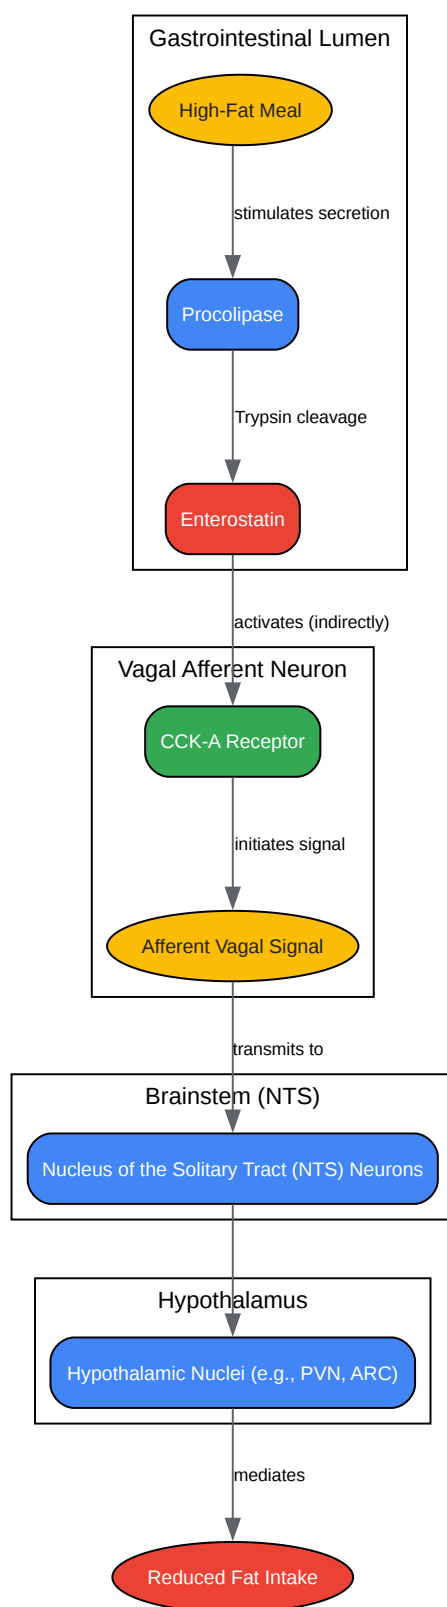 Gastrointestinal Lumen
High-Fat Meal
stimulates secretion
Procolipase
Trypsin cleavage
Enterostatin
activates (indirectly)
Vagal Afferent Neuron
CCK-A Receptor
initiates signal
Afferent Vagal Signal
transmits to
Brainstem (NTS)
Nucleus of the Solitary Tract (NTS) Neurons
Hypothalamus
Hypothalamic Nuclei (e.g., PVN, ARC)
mediates
Reduced Fat Intake